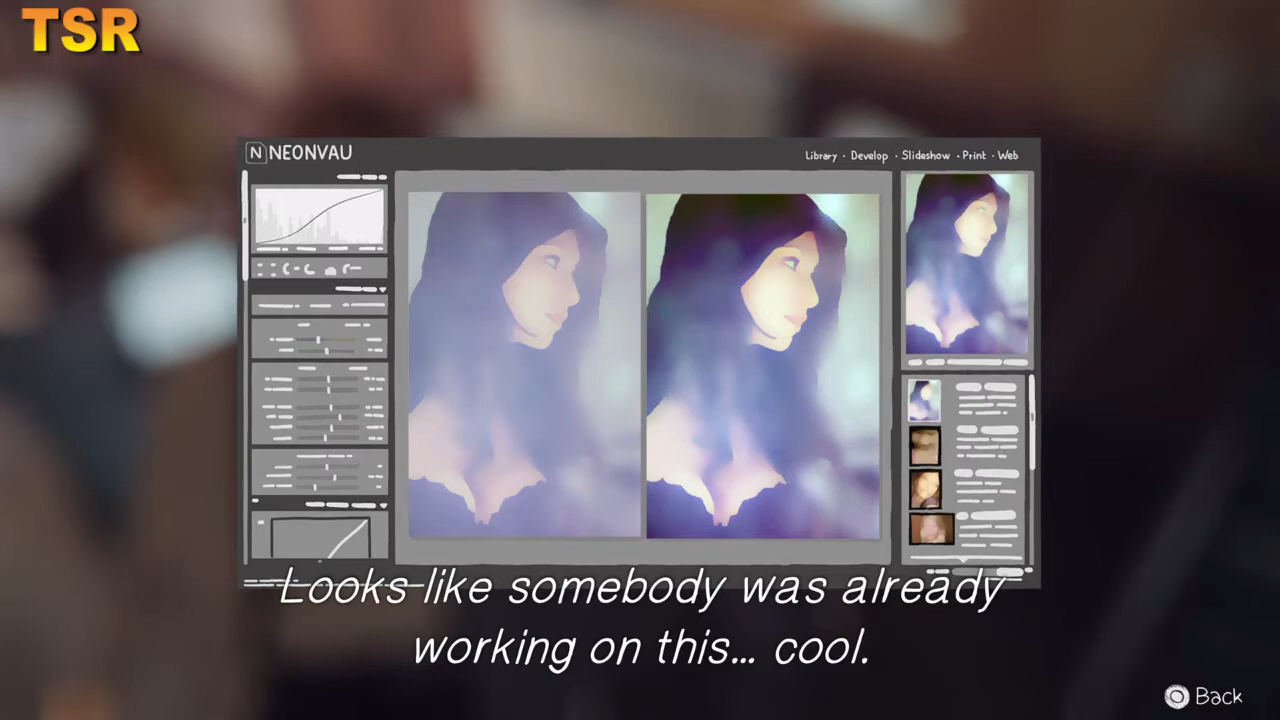 TSR
N NEONVAU
Library · Develop · Slideshow · Print · Web
Looks like somebody was already
working on this... cool.
Back